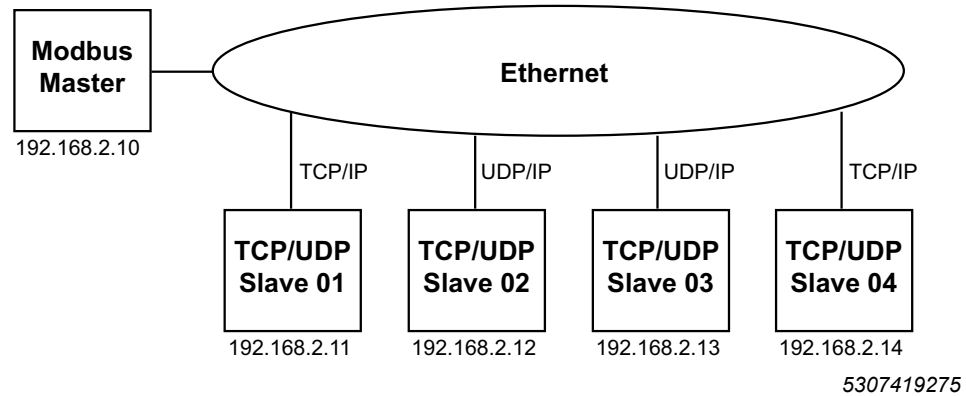 Modbus
Master
Ethernet
192.168.2.10
TCP/IP
UDP/IP
UDP/IP
TCP/IP
TCP/UDP
Slave 01
TCP/UDP
Slave 02
TCP/UDP
Slave 03
TCP/UDP
Slave 04
192.168.2.11
192.168.2.12
192.168.2.13
192.168.2.14
5307419275